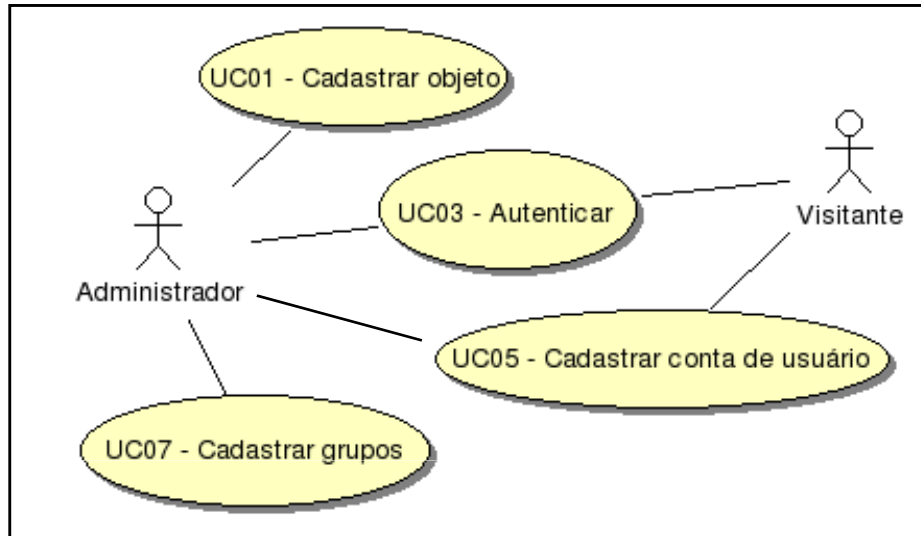 UC01 - Cadastrar objeto
UC03 - Autenticar
Visitante
Administrador
UC05 - Cadastrar conta de usuário
UC07 - Cadastrar grupos